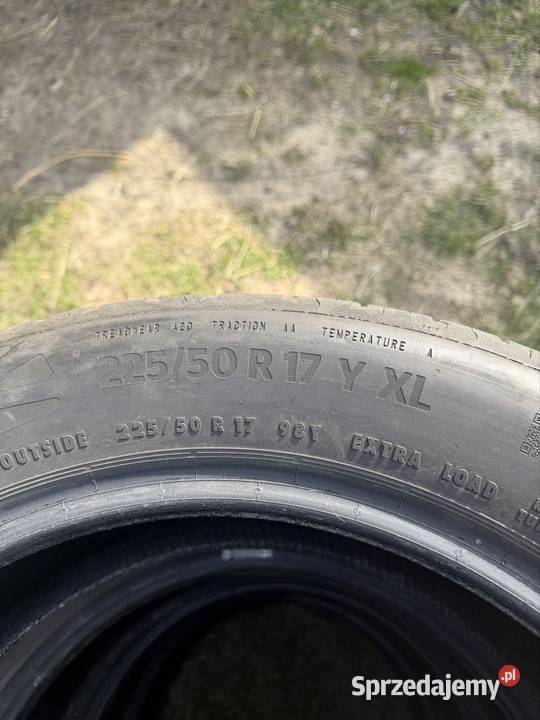 TREADWEAR 420 TRACTION AA TEMPERATURE A
225/50 R 17 Y XL
OUTSIDE 225/50 R 17 98Y EXTRA LOAD
Sprzedajemy.pl